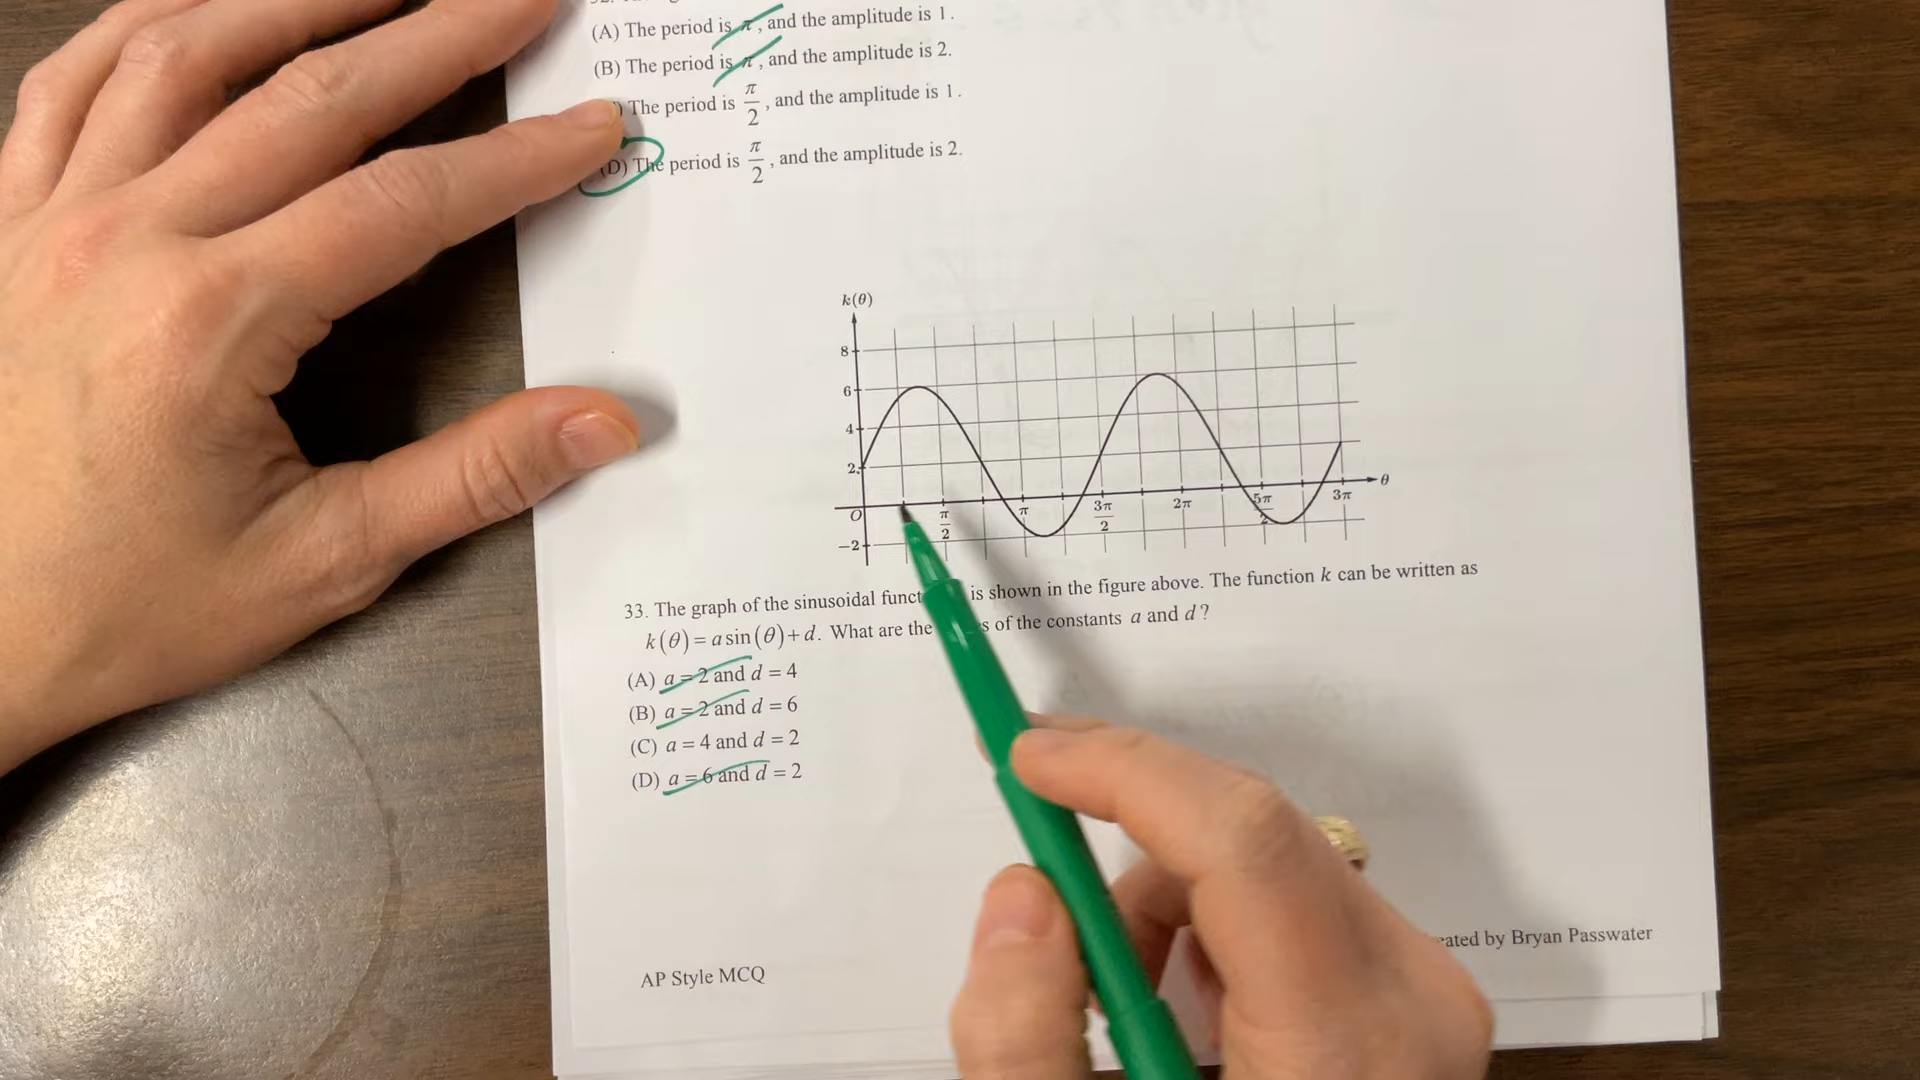 (A) The period is π, and the amplitude is 1.
(B) The period is π, and the amplitude is 2.
) The period is π/2, and the amplitude is 1.
(D) The period is π/2, and the amplitude is 2.
k(θ)
8
6
4
2
O
−2
π/2
π
3π/2
2π
5π/2
3π
θ
33. The graph of the sinusoidal is shown in the figure above. The function k can be written as
k(θ) = a sin(θ) + d. What are the of the constants a and d?
(A) a = 2 and d = 4
(B) a = 2 and d = 6
(C) a = 4 and d = 2
(D) a = 6 and d = 2
AP Style MCQ
by Bryan Passwater